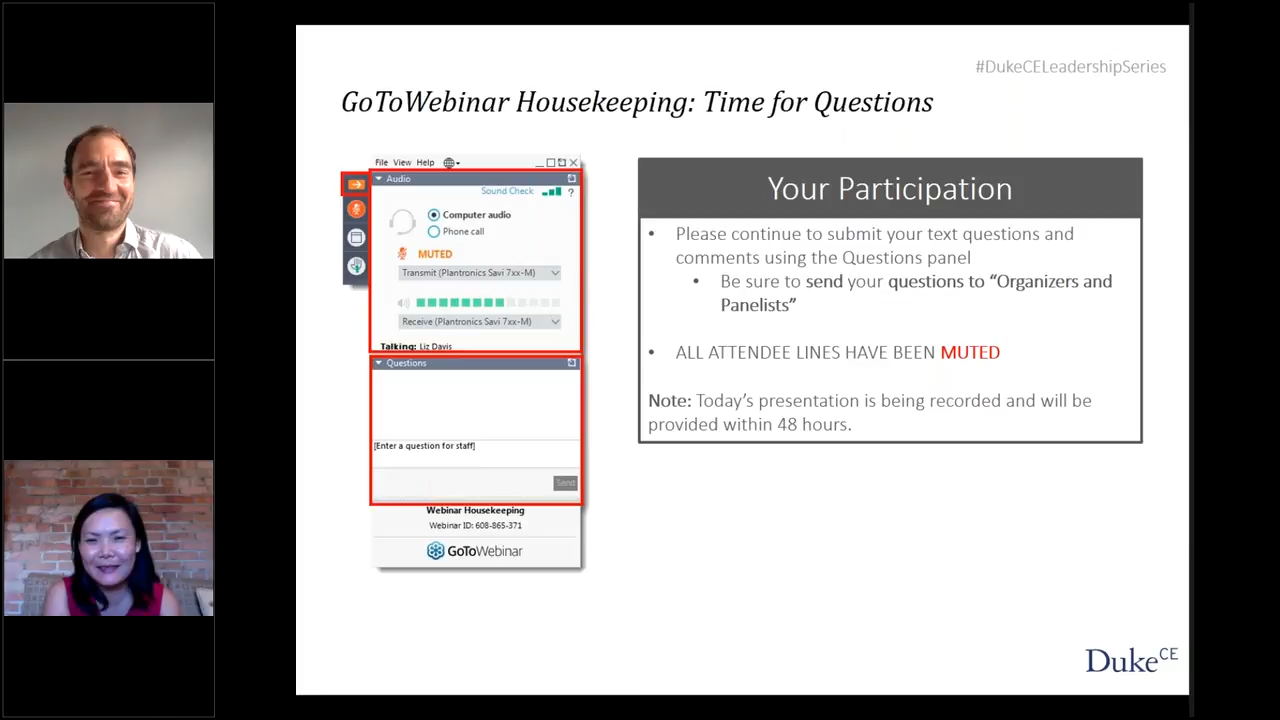 #DukeCELeadershipSeries
GoToWebinar Housekeeping: Time for Questions
File View Help
Audio
Sound Check ?
Computer audio
Phone call
MUTED
Transmit (Plantronics Savi 7xx-M)
Receive (Plantronics Savi 7xx-M)
Talking: Liz Davis
Questions
[Enter a question for staff]
Send
Webinar Housekeeping
Webinar ID: 608-865-371
GoToWebinar
Your Participation
• Please continue to submit your text questions and
comments using the Questions panel
• Be sure to send your questions to “Organizers and
Panelists”
• ALL ATTENDEE LINES HAVE BEEN MUTED
Note: Today’s presentation is being recorded and will be
provided within 48 hours.
DukeCE